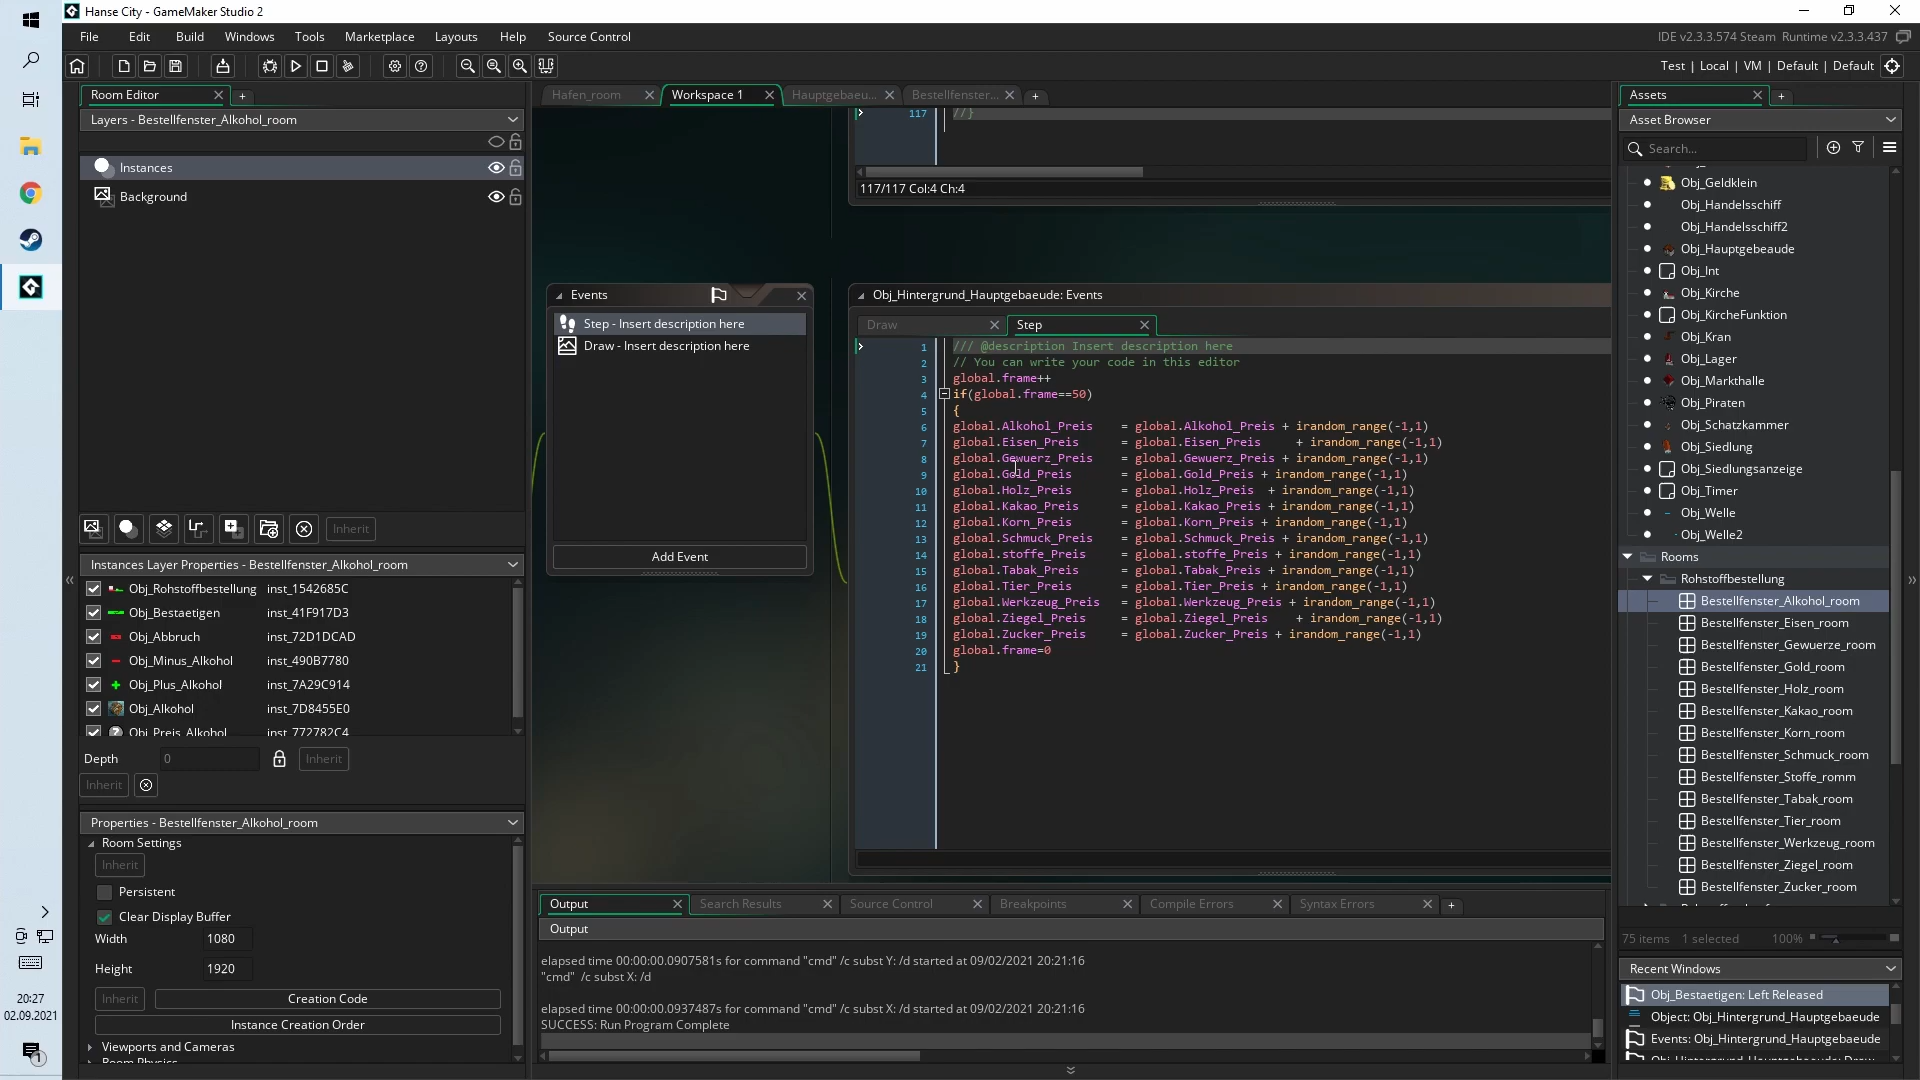 Hanse City - GameMaker Studio 2
File Edit Build Windows Tools Marketplace Layouts Help Source Control
IDE v2.3.3.574 Steam Runtime v2.3.3.437
Test | Local | VM | Default | Default
Room Editor
Layers - Bestellfenster_Alkohol_room
Instances
Background
Inherit
Instances Layer Properties - Bestellfenster_Alkohol_room
Obj_Rohstoffbestellung inst_1542685C
Obj_Bestaetigen inst_41F917D3
Obj_Abbruch inst_72D1DCAD
Obj_Minus_Alkohol inst_490B7780
Obj_Plus_Alkohol inst_7A29C914
Obj_Alkohol inst_7D8455E0
Obj_Preis_Alkohol inst_772782C4
Depth 0 Inherit
Inherit
Properties - Bestellfenster_Alkohol_room
Room Settings
Inherit
Persistent
Clear Display Buffer
Width 1080
Height 1920
Inherit Creation Code
Instance Creation Order
Viewports and Cameras
Room Physics
20:27
02.09.2021
1
Hafen_room Workspace 1 Hauptgebaeu... Bestellfenster...
117 //}
117/117 Col:4 Ch:4
Events
Step - Insert description here
Draw - Insert description here
Add Event
Obj_Hintergrund_Hauptgebaeude: Events
Draw Step
1 /// @description Insert description here
2 // You can write your code in this editor
3 global.frame++
4 if(global.frame==50)
5 {
6 global.Alkohol_Preis = global.Alkohol_Preis + irandom_range(-1,1)
7 global.Eisen_Preis = global.Eisen_Preis + irandom_range(-1,1)
8 global.Gewuerz_Preis = global.Gewuerz_Preis + irandom_range(-1,1)
9 global.Gold_Preis = global.Gold_Preis + irandom_range(-1,1)
10 global.Holz_Preis = global.Holz_Preis + irandom_range(-1,1)
11 global.Kakao_Preis = global.Kakao_Preis + irandom_range(-1,1)
12 global.Korn_Preis = global.Korn_Preis + irandom_range(-1,1)
13 global.Schmuck_Preis = global.Schmuck_Preis + irandom_range(-1,1)
14 global.stoffe_Preis = global.stoffe_Preis + irandom_range(-1,1)
15 global.Tabak_Preis = global.Tabak_Preis + irandom_range(-1,1)
16 global.Tier_Preis = global.Tier_Preis + irandom_range(-1,1)
17 global.Werkzeug_Preis = global.Werkzeug_Preis + irandom_range(-1,1)
18 global.Ziegel_Preis = global.Ziegel_Preis + irandom_range(-1,1)
19 global.Zucker_Preis = global.Zucker_Preis + irandom_range(-1,1)
20 global.frame=0
21 }
Output Search Results Source Control Breakpoints Compile Errors Syntax Errors
Output
elapsed time 00:00:00.0907581s for command "cmd" /c subst Y: /d started at 09/02/2021 20:21:16
"cmd" /c subst X: /d
elapsed time 00:00:00.0937487s for command "cmd" /c subst X: /d started at 09/02/2021 20:21:16
SUCCESS: Run Program Complete
Assets
Asset Browser
Search...
Obj_Geldklein
Obj_Handelsschiff
Obj_Handelsschiff2
Obj_Hauptgebaeude
Obj_Int
Obj_Kirche
Obj_KircheFunktion
Obj_Kran
Obj_Lager
Obj_Markthalle
Obj_Piraten
Obj_Schatzkammer
Obj_Siedlung
Obj_Siedlungsanzeige
Obj_Timer
Obj_Welle
Obj_Welle2
Rooms
Rohstoffbestellung
Bestellfenster_Alkohol_room
Bestellfenster_Eisen_room
Bestellfenster_Gewuerze_room
Bestellfenster_Gold_room
Bestellfenster_Holz_room
Bestellfenster_Kakao_room
Bestellfenster_Korn_room
Bestellfenster_Schmuck_room
Bestellfenster_Stoffe_romm
Bestellfenster_Tabak_room
Bestellfenster_Tier_room
Bestellfenster_Werkzeug_room
Bestellfenster_Ziegel_room
Bestellfenster_Zucker_room
75 items 1 selected 100%
Recent Windows
Obj_Bestaetigen: Left Released
Object: Obj_Hintergrund_Hauptgebaeude
Events: Obj_Hintergrund_Hauptgebaeude